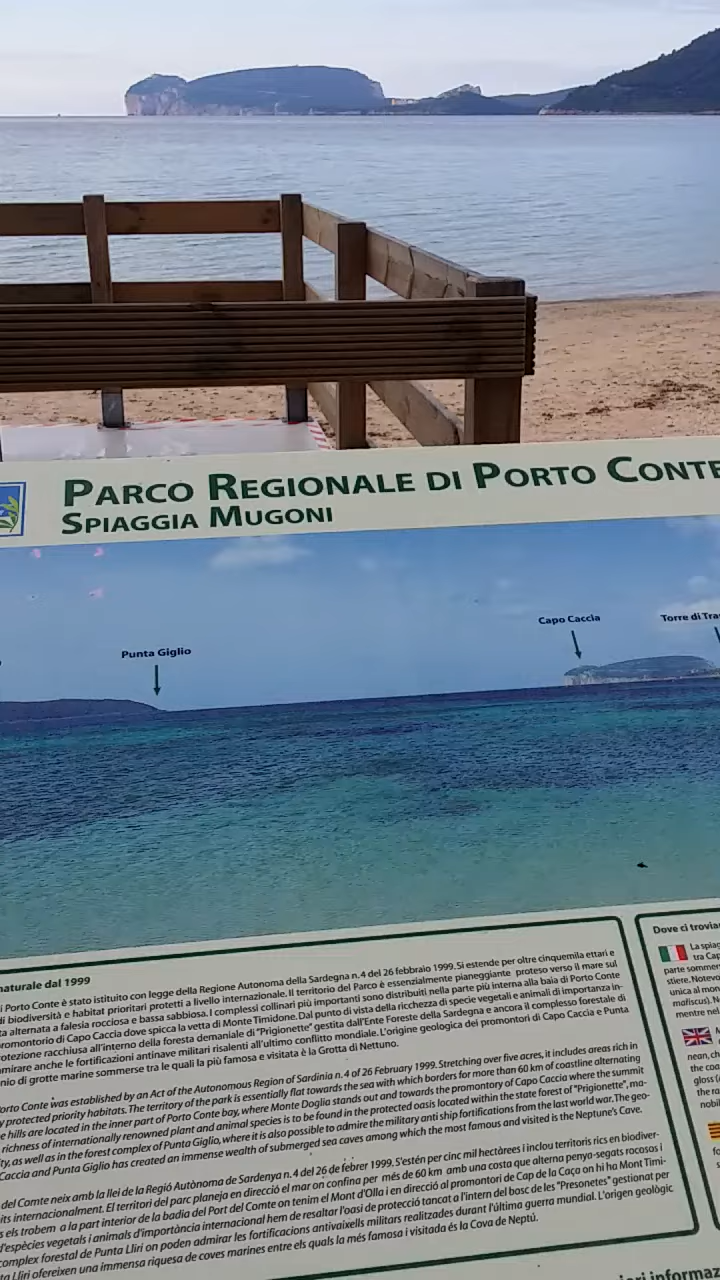 PARCO REGIONALE DI PORTO CONTE
SPIAGGIA MUGONI
Capo Caccia
Torre di
Punta Giglio
naturale dal 1999
Porto Conte è stato istituito con legge della Regione Autonoma della Sardegna n. 4 del 26 febbraio 1999. Si estende per oltre cinquemila ettari e
di biodiversità e habitat prioritari protetti a livello internazionale. Il territorio del Parco è essenzialmente pianeggiante proteso verso il mare sul
alternata a falesia rocciosa e bassa sabbiosa. I complessi collinari più importanti sono distribuiti nella parte più interna alla baia di Porto Conte
promontorio di Capo Caccia dove spicca la vetta di Monte Timidone. Dal punto di vista della ricchezza di specie vegetali e animali di importanza in-
protezione racchiusa all'interno della foresta demaniale di "Prigionette" gestita dall'Ente Foreste della Sardegna e ancora il complesso forestale di
ammirare anche le fortificazioni antinave militari risalenti all'ultimo conflitto mondiale. L'origine geologica dei promontori di Capo Caccia e Punta
di grotte marine sommerse tra le quali la più famosa e visitata è la Grotta di Nettuno.
Porto Conte was established by an Act of the Autonomous Region of Sardinia n. 4 of 26 February 1999. Stretching over five acres, it includes areas rich in
protected priority habitats. The territory of the park is essentially flat towards the sea with which borders for more than 60 km of coastline alternating
hills are located in the inner part of Porto Conte bay, where Monte Doglia stands out and towards the promontory of Capo Caccia where the summit
richness of internationally renowned plant and animal species is to be found in the protected oasis located within the state forest of "Prigionette", ma-
as well as in the forest complex of Punta Giglio, where it is also possible to admire the military anti ship fortifications from the last world war. The geo-
Caccia and Punta Giglio has created an immense wealth of submerged sea caves among which the most famous and visited is the Neptune's Cave.
del Comte neix amb la llei de la Regió Autònoma de Sardenya n. 4 del 26 de febrer 1999. S'estén per cinc mil hectàrees i inclou territoris rics en biodiver-
internacionalment. El territori del parc planeja en direcció el mar on confina per més de 60 km amb una costa que alterna penya-segats rocosos i
es trobem a la part interior de la badia del Port del Comte on tenim el Mont d'Olla i en direcció al promontori de Cap de la Caça on hi ha Mont Timi-
d'espècies vegetals i animals d'importància internacional hem de resaltar l'oasi de protecció tancat a l'intern del bosc de les "Presonetes" gestionat per
complex forestal de Punta Lliri on poden admirar les fortificacions antivaixells militars realitzades durant l'última guerra mundial. L'origen geològic
Lliri ofereixen una immensa riquesa de coves marines entre els quals la més famosa i visitada és la Cova de Neptú.
Dove ci
La
tra
parte
stiere.
unica al
mentre
nean,
the
the